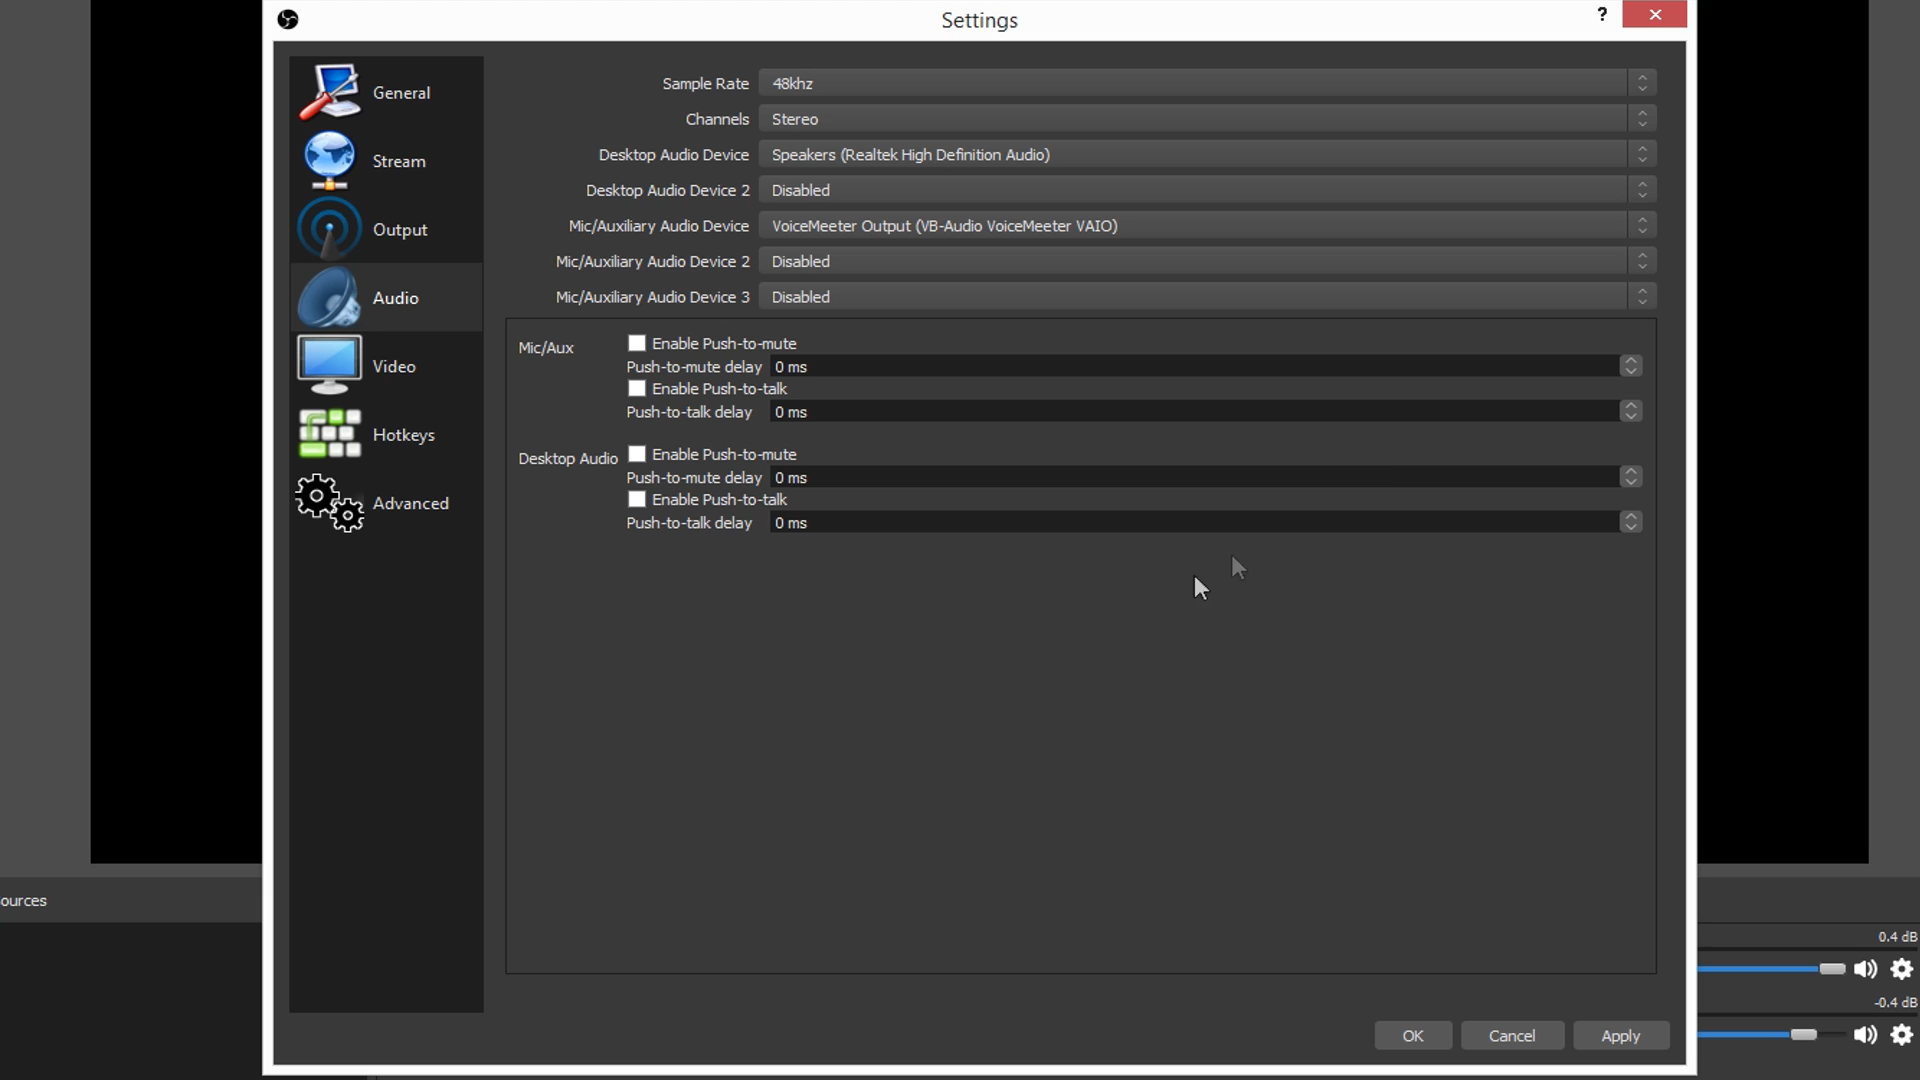 Settings
?
General
Stream
Output
Audio
Video
Hotkeys
Advanced
Sample Rate 48khz
Channels Stereo
Desktop Audio Device Speakers (Realtek High Definition Audio)
Desktop Audio Device 2 Disabled
Mic/Auxiliary Audio Device VoiceMeeter Output (VB-Audio VoiceMeeter VAIO)
Mic/Auxiliary Audio Device 2 Disabled
Mic/Auxiliary Audio Device 3 Disabled
Mic/Aux Enable Push-to-mute
Push-to-mute delay 0 ms
Enable Push-to-talk
Push-to-talk delay 0 ms
Desktop Audio Enable Push-to-mute
Push-to-mute delay 0 ms
Enable Push-to-talk
Push-to-talk delay 0 ms
ources
0.4 dB
-0.4 dB
OK Cancel Apply